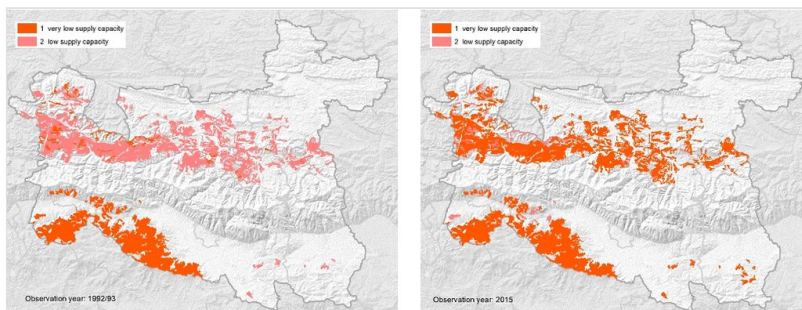 1 very low supply capacity
2 low supply capacity
Observation year: 1992/93
1 very low supply capacity
2 low supply capacity
Observation year: 2015